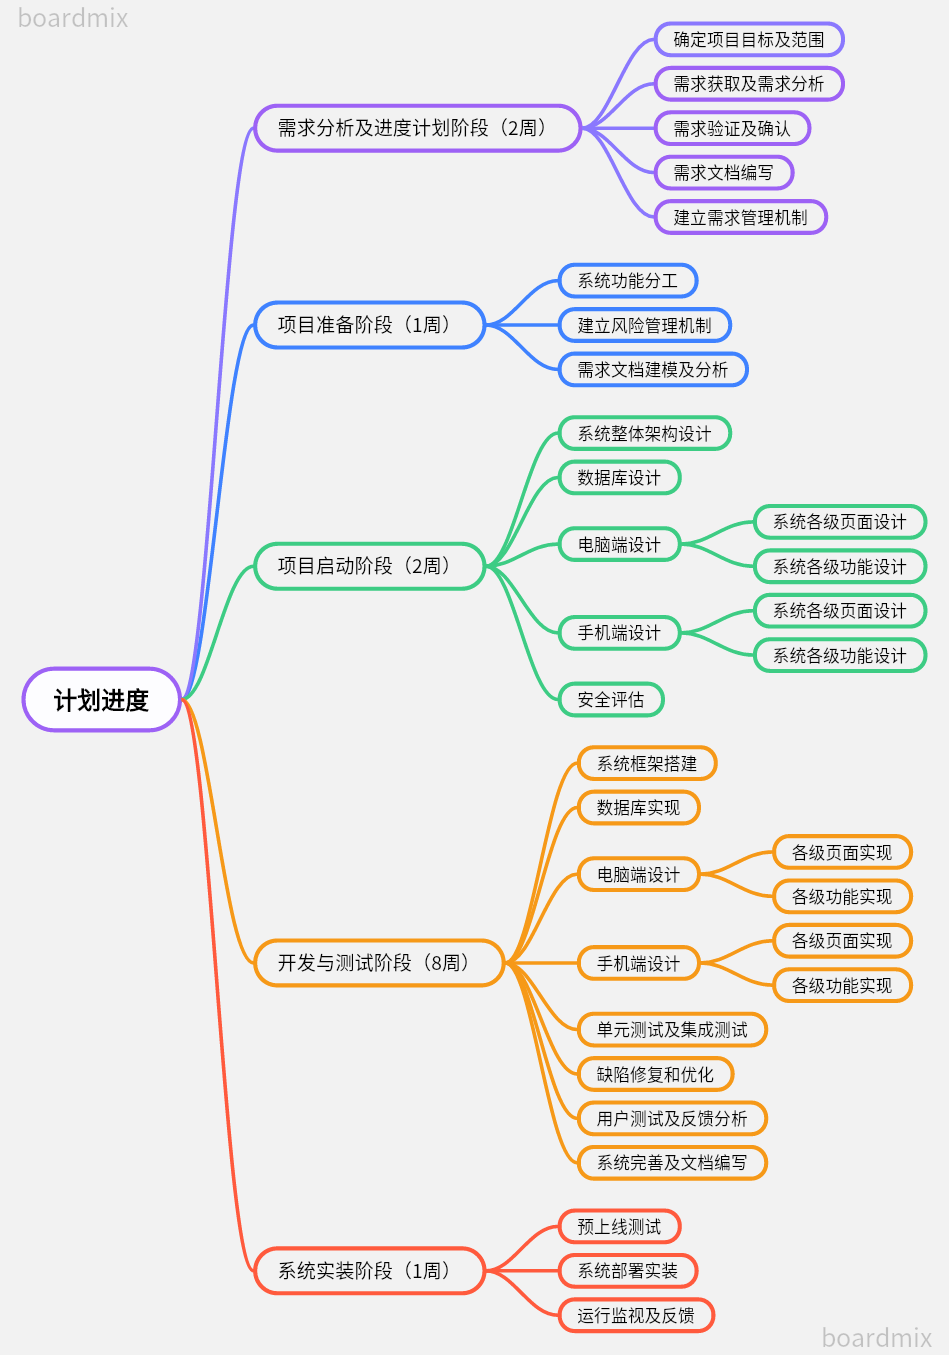 boardmix
计划进度
需求分析及进度计划阶段（2周）
确定项目目标及范围
需求获取及需求分析
需求验证及确认
需求文档编写
建立需求管理机制
项目准备阶段（1周）
系统功能分工
建立风险管理机制
需求文档建模及分析
项目启动阶段（2周）
系统整体架构设计
数据库设计
电脑端设计
系统各级页面设计
系统各级功能设计
手机端设计
系统各级页面设计
系统各级功能设计
安全评估
开发与测试阶段（8周）
系统框架搭建
数据库实现
电脑端设计
各级页面实现
各级功能实现
手机端设计
各级页面实现
各级功能实现
单元测试及集成测试
缺陷修复和优化
用户测试及反馈分析
系统完善及文档编写
系统实装阶段（1周）
预上线测试
系统部署实装
运行监视及反馈
boardmix